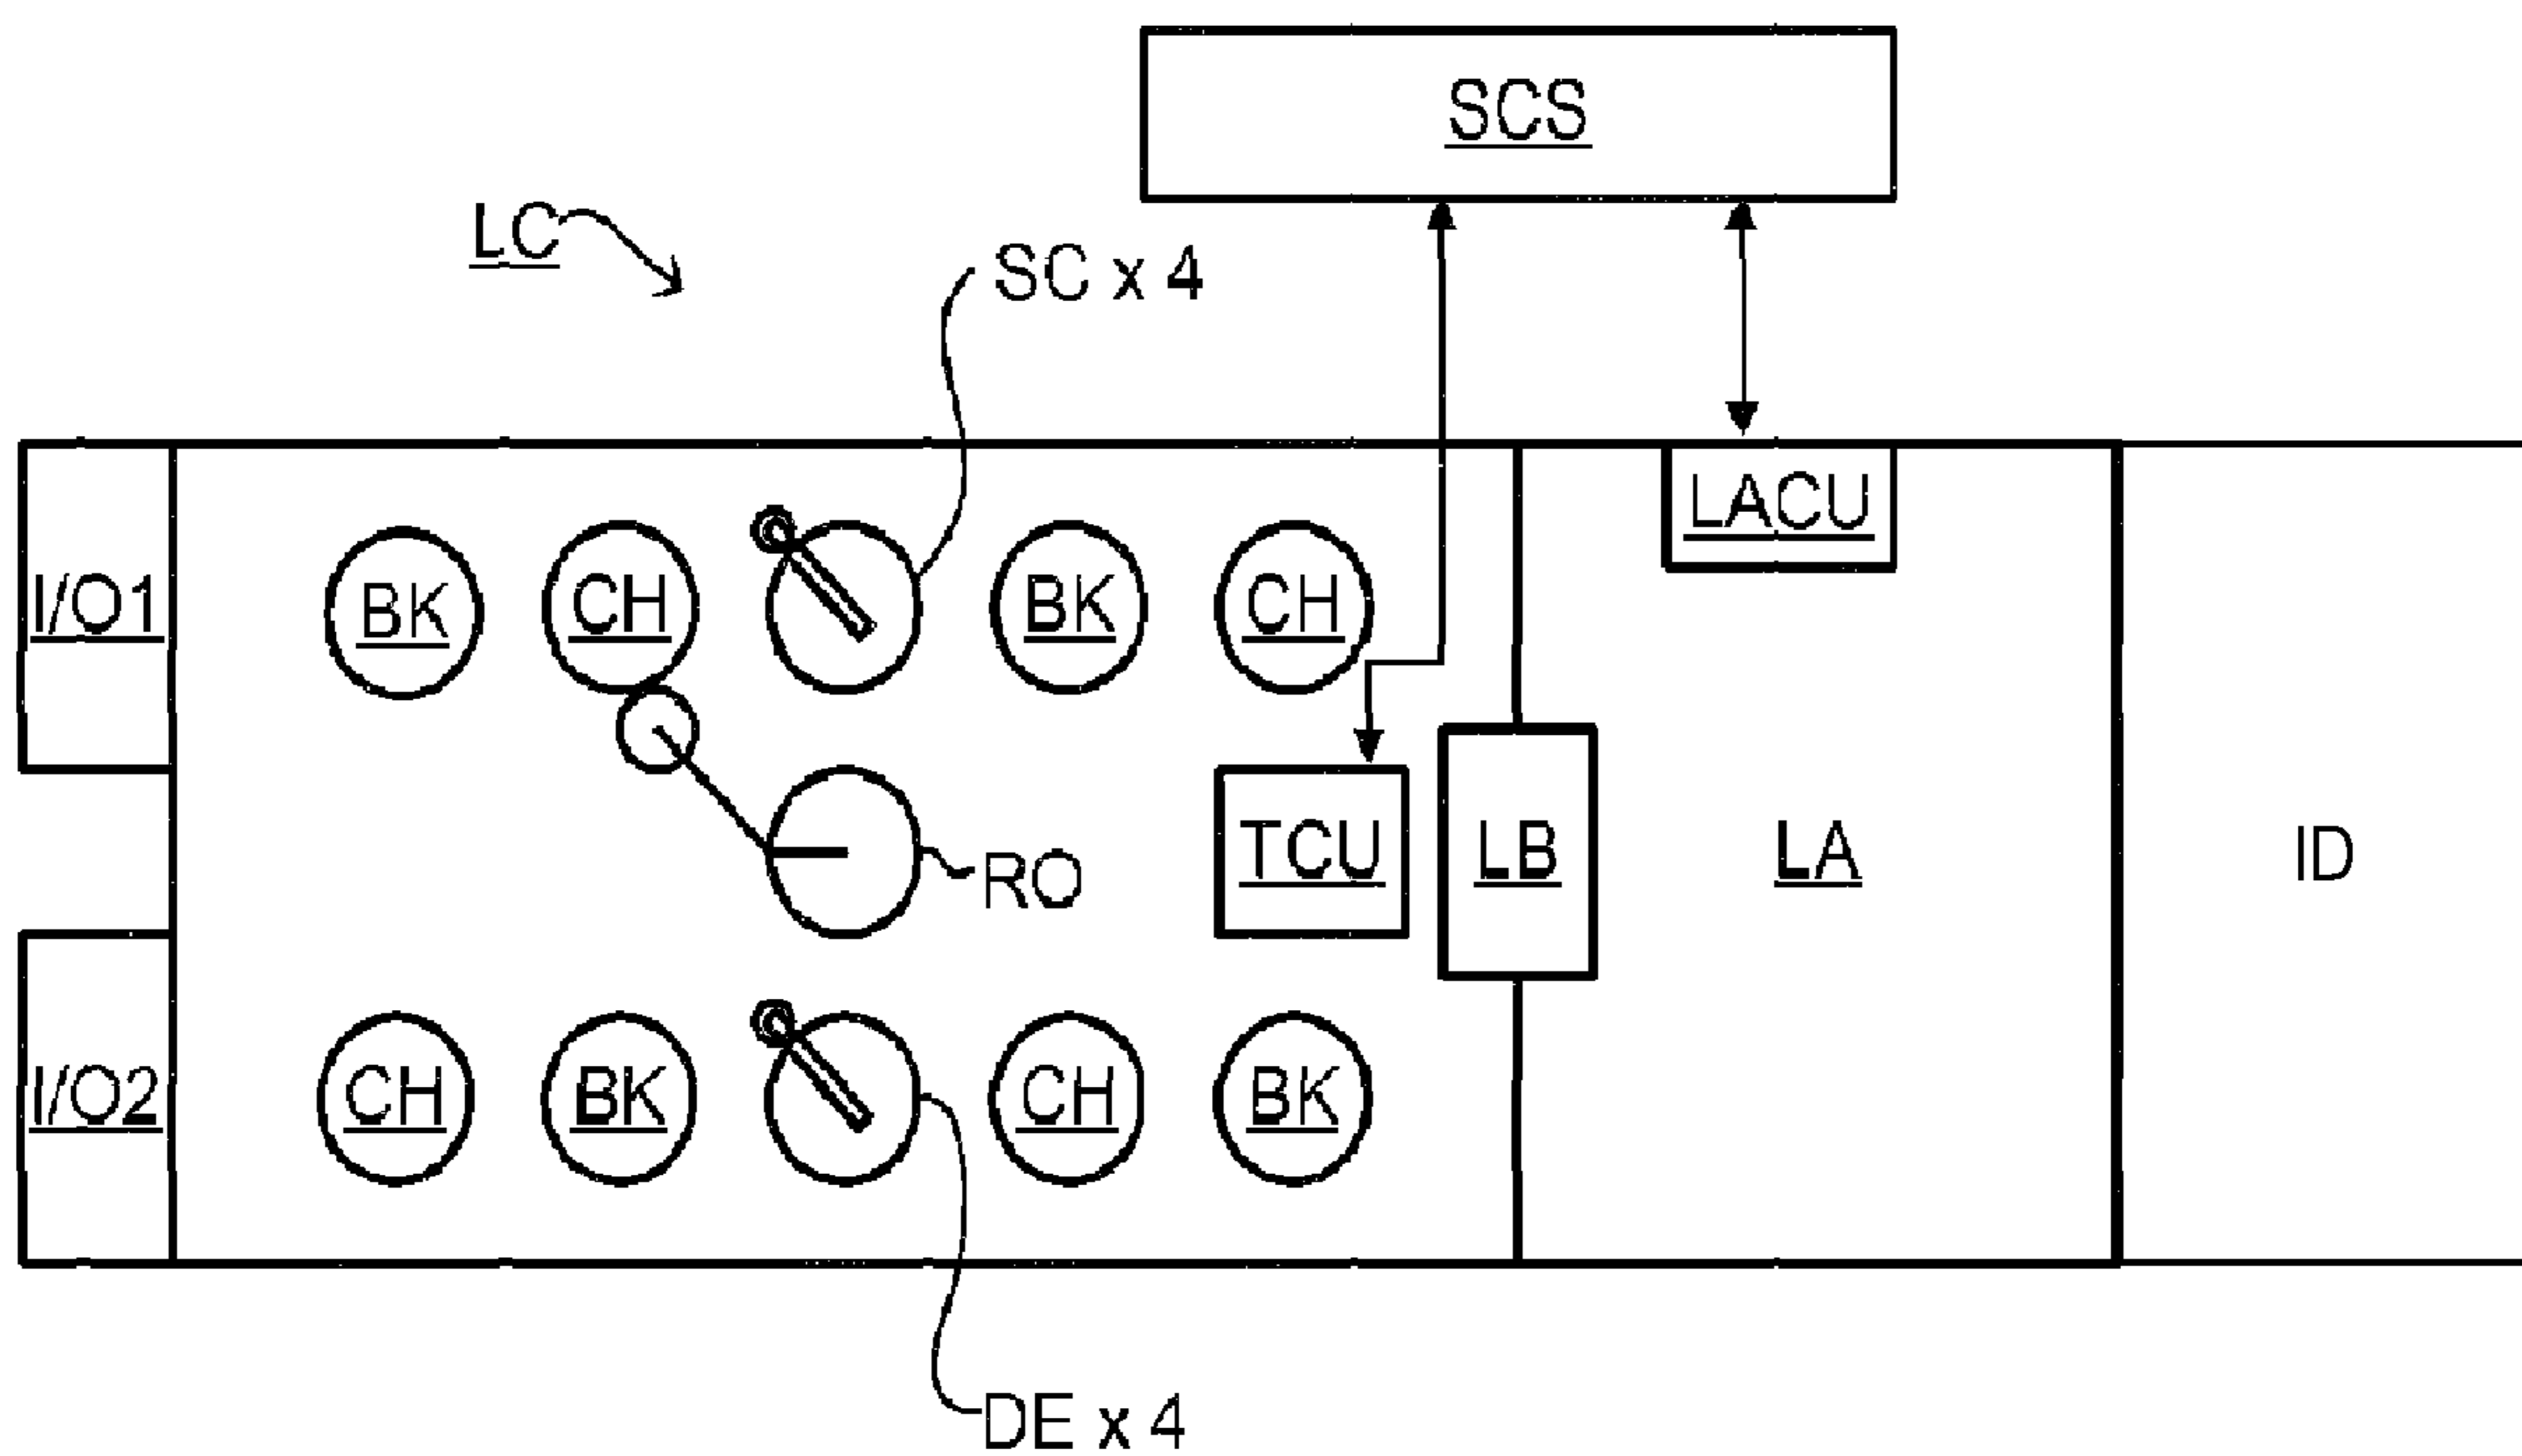 SCS
LC
SC x 4
LACU
I/O1
BK
CH
BK
CH
RO
TCU
LB
LA
ID
I/O2
CH
BK
CH
BK
DE x 4